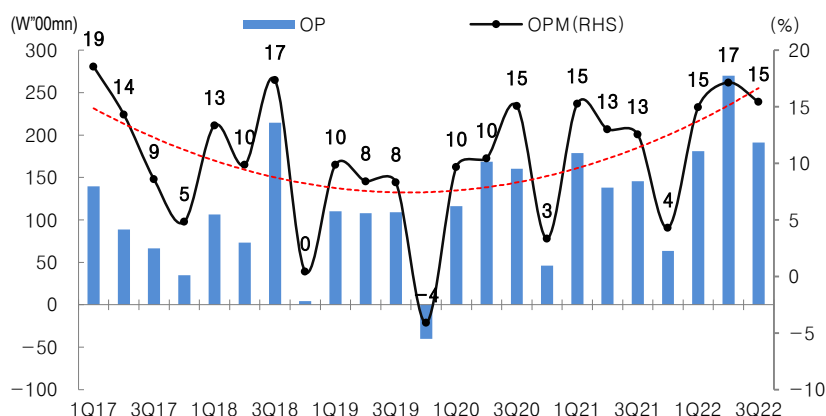 (W"00mn) OP OPM(RHS) (%)
300 250 200 150 100 50 0 −50 −100
19 14 9 5 13 10 17 0 10 8 8 −4 10 10 15 3 15 13 13 4 15 17 15
20 15 10 5 0 −5 −10
1Q17 3Q17 1Q18 3Q18 1Q19 3Q19 1Q20 3Q20 1Q21 3Q21 1Q22 3Q22